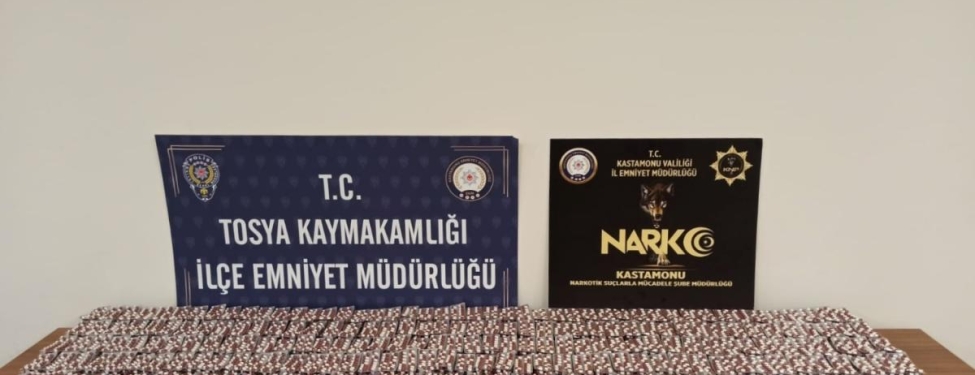 POLİS
T.C.
TOSYA KAYMAKAMLIĞI
İLÇE EMNİYET MÜDÜRLÜĞÜ
T.C.
KASTAMONU VALİLİĞİ
İL EMNİYET MÜDÜRLÜĞÜ
NARKO
KASTAMONU
NARKOTİK SUÇLARLA MÜCADELE ŞUBE MÜDÜRLÜĞÜ